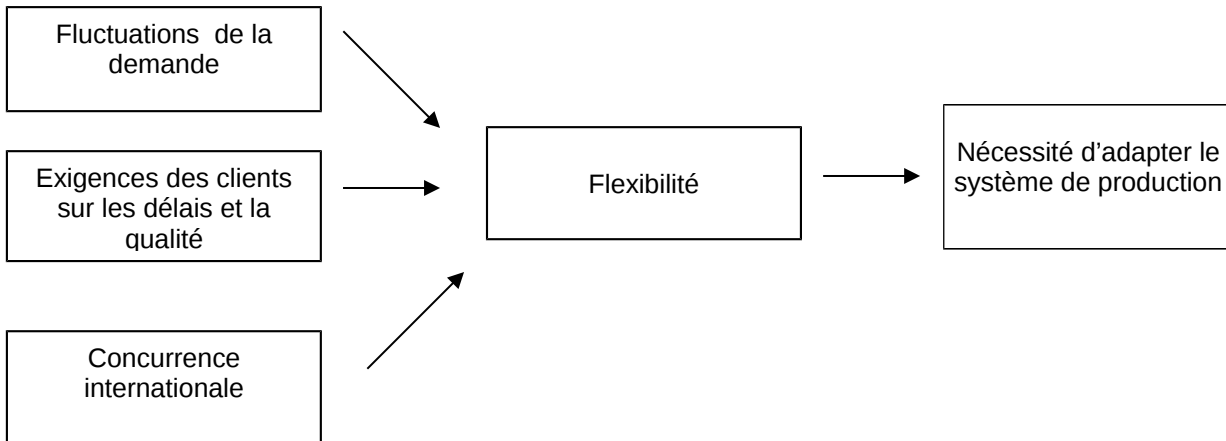 Fluctuations de la
demande
Exigences des clients
sur les délais et la
qualité
Concurrence
internationale
Flexibilité
Nécessité d’adapter le
système de production